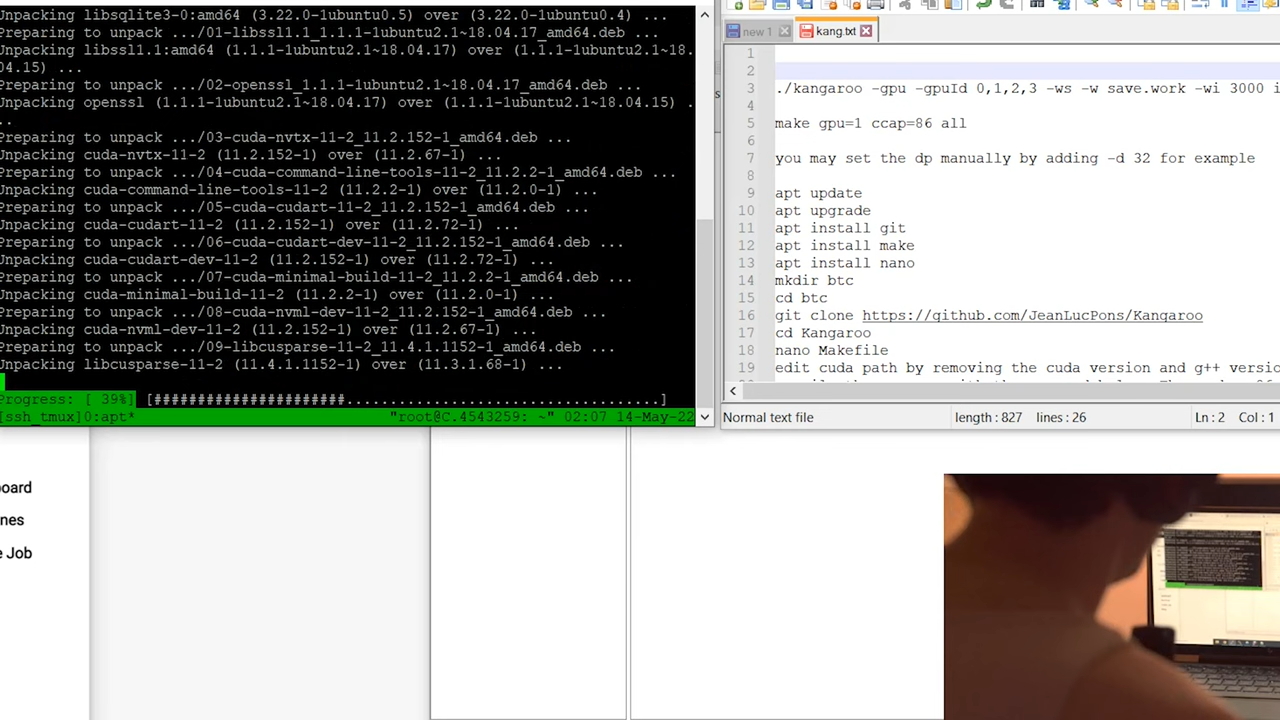 Unpacking libsqlite3-0:amd64 (3.22.0-1ubuntu0.5) over (3.22.0-1ubuntu0.4) ...
Preparing to unpack .../01-libssl1.1_1.1.1-1ubuntu2.1~18.04.17_amd64.deb ...
Unpacking libssl1.1:amd64 (1.1.1-1ubuntu2.1~18.04.17) over (1.1.1-1ubuntu2.1~18.
04.15) ...
Preparing to unpack .../02-openssl_1.1.1-1ubuntu2.1~18.04.17_amd64.deb ...
Unpacking openssl (1.1.1-1ubuntu2.1~18.04.17) over (1.1.1-1ubuntu2.1~18.04.15) .
..
Preparing to unpack .../03-cuda-nvtx-11-2_11.2.152-1_amd64.deb ...
Unpacking cuda-nvtx-11-2 (11.2.152-1) over (11.2.67-1) ...
Preparing to unpack .../04-cuda-command-line-tools-11-2_11.2.2-1_amd64.deb ...
Unpacking cuda-command-line-tools-11-2 (11.2.2-1) over (11.2.0-1) ...
Preparing to unpack .../05-cuda-cudart-11-2_11.2.152-1_amd64.deb ...
Unpacking cuda-cudart-11-2 (11.2.152-1) over (11.2.72-1) ...
Preparing to unpack .../06-cuda-cudart-dev-11-2_11.2.152-1_amd64.deb ...
Unpacking cuda-cudart-dev-11-2 (11.2.152-1) over (11.2.72-1) ...
Preparing to unpack .../07-cuda-minimal-build-11-2_11.2.2-1_amd64.deb ...
Unpacking cuda-minimal-build-11-2 (11.2.2-1) over (11.2.0-1) ...
Preparing to unpack .../08-cuda-nvml-dev-11-2_11.2.152-1_amd64.deb ...
Unpacking cuda-nvml-dev-11-2 (11.2.152-1) over (11.2.67-1) ...
Preparing to unpack .../09-libcusparse-11-2_11.4.1.1152-1_amd64.deb ...
Unpacking libcusparse-11-2 (11.4.1.1152-1) over (11.3.1.68-1) ...
Progress: [ 39%] [######################....................................]
[ssh_tmux]0:apt* "root@C.4543259: ~" 02:07 14-May-22
new 1 kang.txt
1
2
3 ./kangaroo -gpu -gpuId 0,1,2,3 -ws -w save.work -wi 3000 i
4
5 make gpu=1 ccap=86 all
6
7 you may set the dp manually by adding -d 32 for example
8
9 apt update
10 apt upgrade
11 apt install git
12 apt install make
13 apt install nano
14 mkdir btc
15 cd btc
16 git clone https://github.com/JeanLucPons/Kangaroo
17 cd Kangaroo
18 nano Makefile
19 edit cuda path by removing the cuda version and g++ version
Normal text file length : 827 lines : 26 Ln : 2 Col : 1
oard
nes
e Job